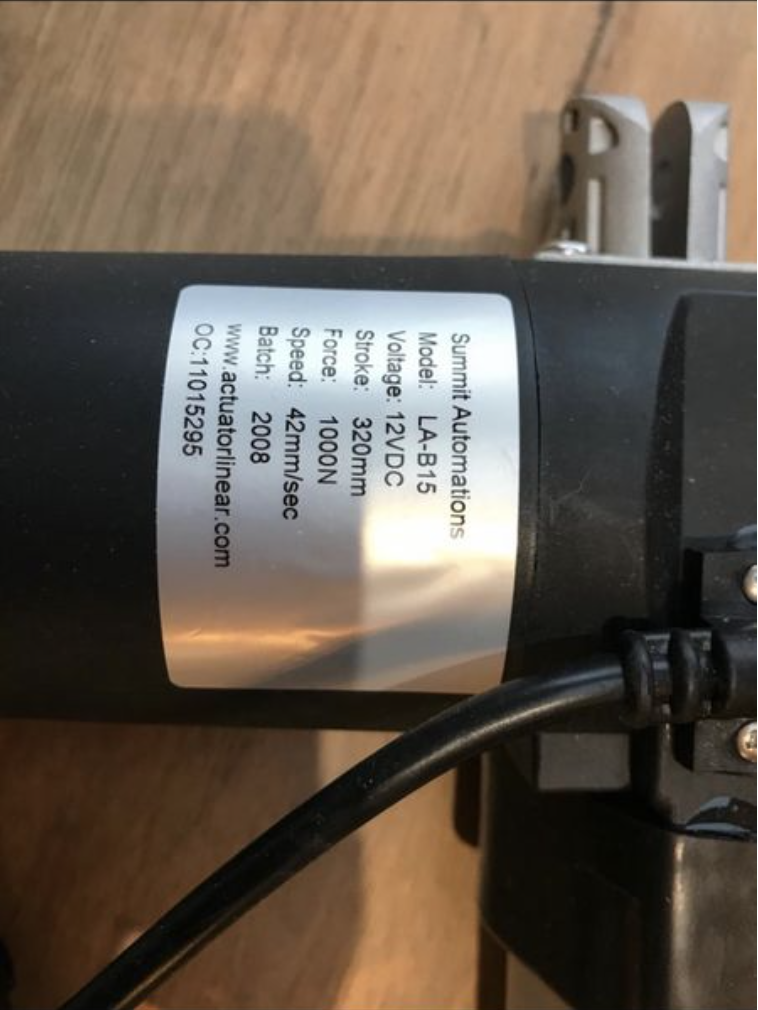 Summit Automations
Model: LA-B15
Voltage: 12VDC
Stroke: 320mm
Force: 1000N
Speed: 42mm/sec
Batch: 2008
www.actuatorlinear.com
OC:11015295